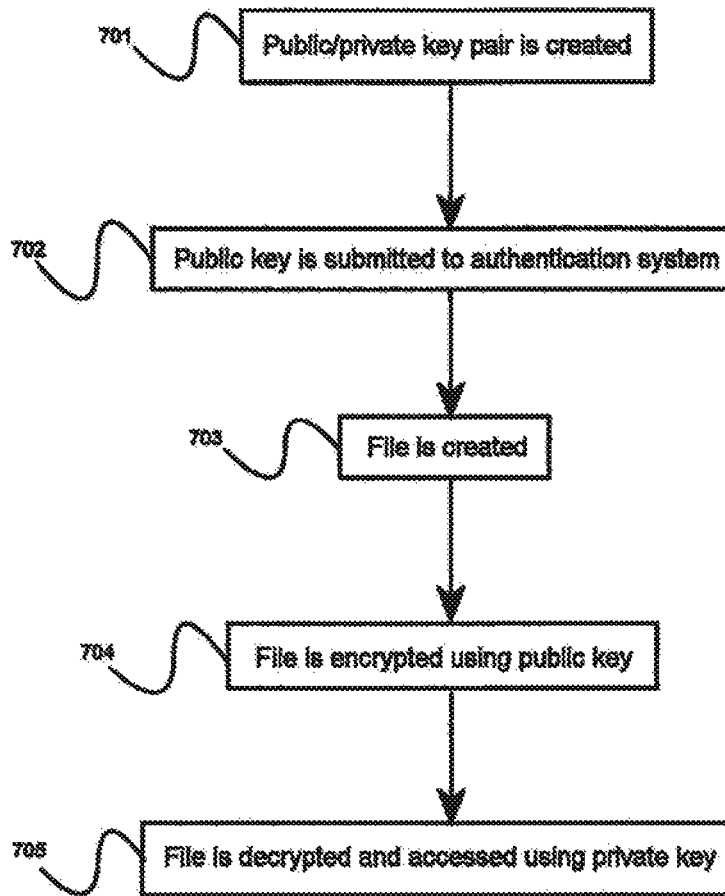 701
Public/private key pair is created
702
Public key is submitted to authentication system
703
File is created
704
File is encrypted using public key
705
File is decrypted and accessed using private key